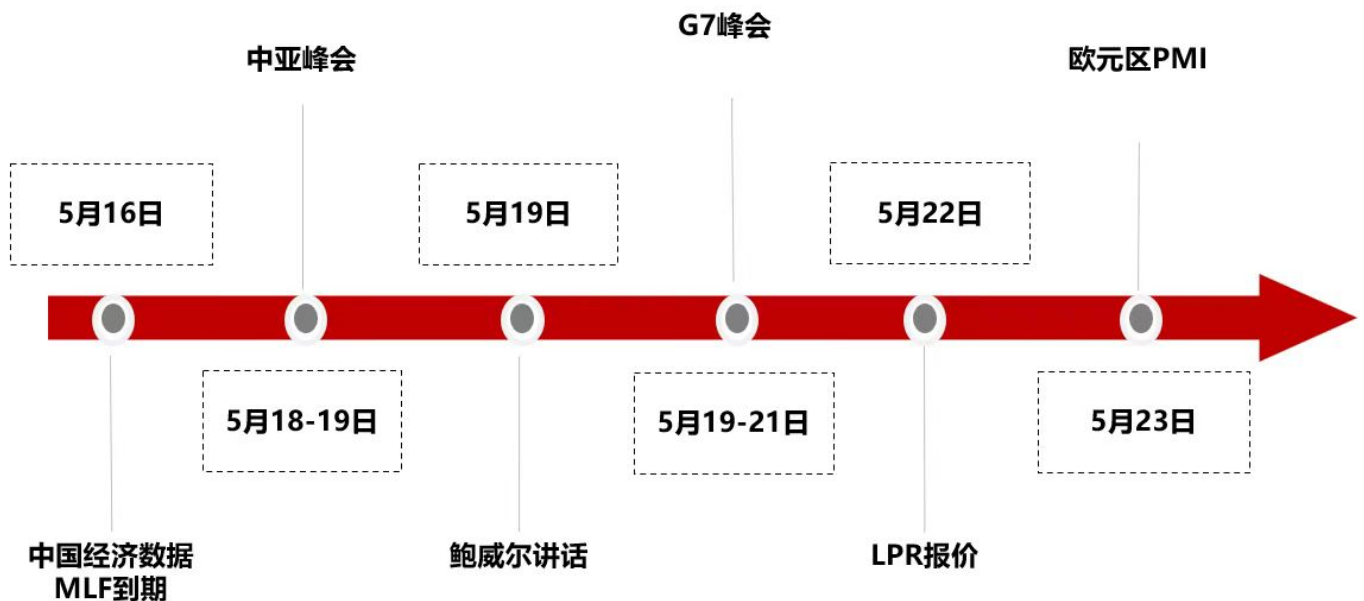 G7峰会
中亚峰会
欧元区PMI
5月16日
5月19日
5月22日
5月18-19日
5月19-21日
5月23日
中国经济数据
MLF到期
鲍威尔讲话
LPR报价